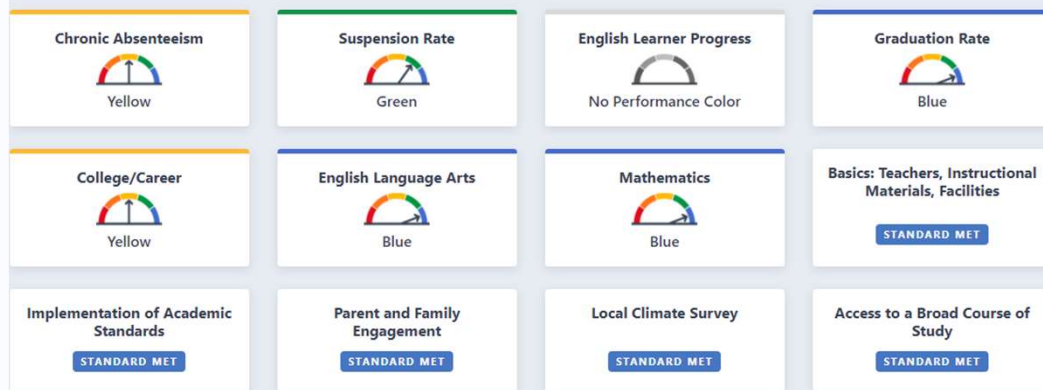 Chronic Absenteeism
Yellow
Suspension Rate
Green
English Learner Progress
No Performance Color
Graduation Rate
Blue
College/Career
Yellow
English Language Arts
Blue
Mathematics
Blue
Basics: Teachers, Instructional
Materials, Facilities
STANDARD MET
Implementation of Academic
Standards
STANDARD MET
Parent and Family
Engagement
STANDARD MET
Local Climate Survey
STANDARD MET
Access to a Broad Course of
Study
STANDARD MET